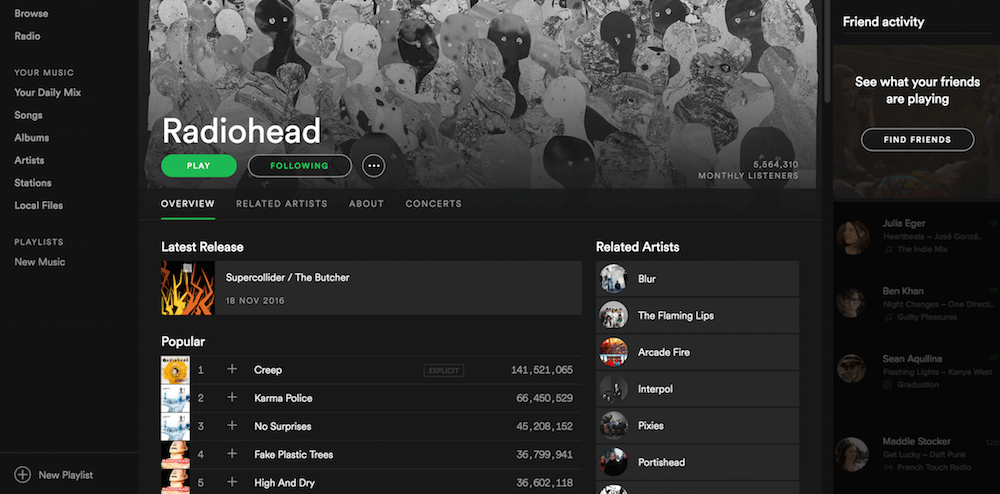 Browse
Radio
YOUR MUSIC
Your Daily Mix
Songs
Albums
Artists
Stations
Local Files
PLAYLISTS
New Music
New Playlist
Radiohead
PLAY
FOLLOWING
5,564,310
MONTHLY LISTENERS
OVERVIEW RELATED ARTISTS ABOUT CONCERTS
Latest Release
Supercollider / The Butcher
18 NOV 2016
Popular
1 Creep EXPLICIT 141,521,065
2 Karma Police 66,450,529
3 No Surprises 45,208,152
4 Fake Plastic Trees 36,799,941
5 High And Dry 36,602,118
Related Artists
Blur
The Flaming Lips
Arcade Fire
Interpol
Pixies
Portishead
Friend activity
See what your friends
are playing
FIND FRIENDS
Julia Eger
Heartbeats – José Gonzá..
The Indie Mix
Ben Khan
Night Changes – One Directi..
Guilty Pleasures
Sean Aquilina
Flashing Lights – Kanye West
Graduation
Maddie Stocker
Get Lucky – Daft Punk
French Touch Radio